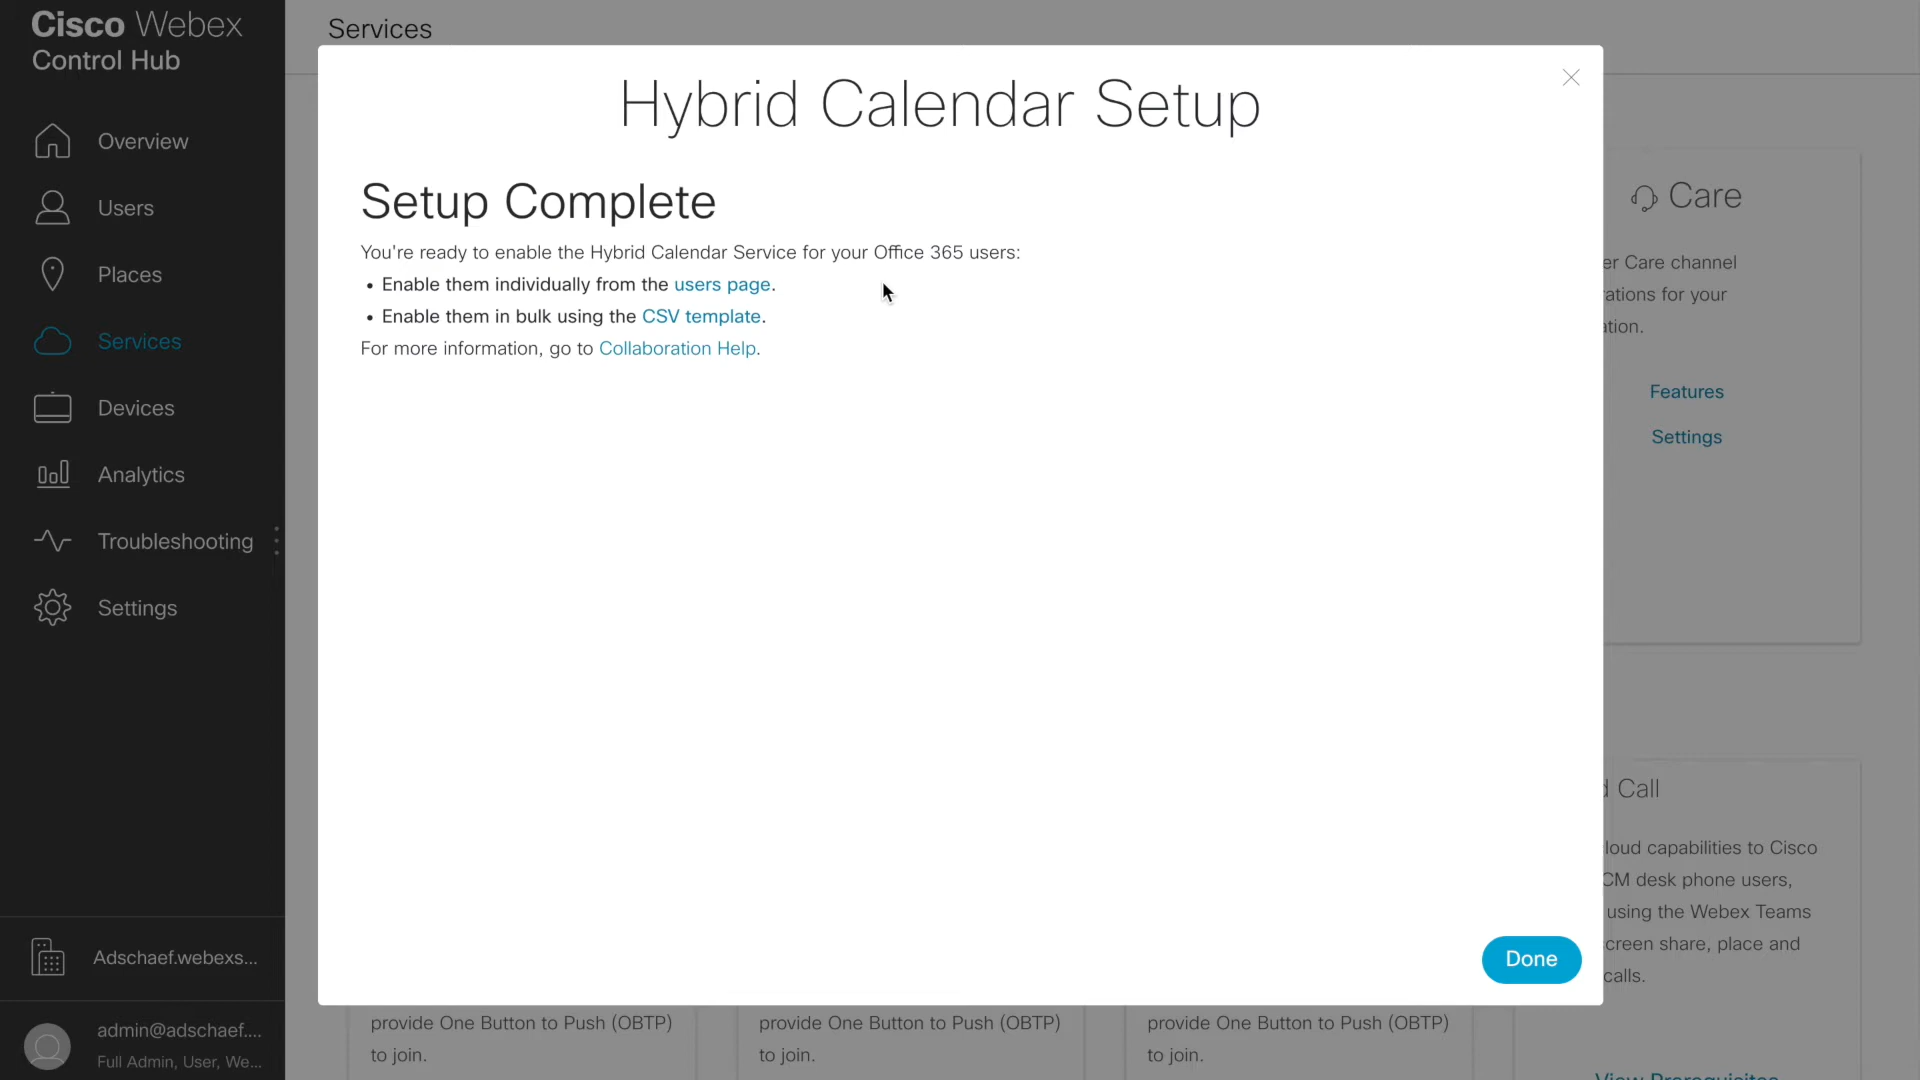 Cisco Webex
Control Hub
Overview
Users
Places
Services
Devices
Analytics
Troubleshooting
Settings
Adschaef.webexs...
admin@adschaef....
Full Admin, User, We...
Services
Hybrid Calendar Setup
Setup Complete
You're ready to enable the Hybrid Calendar Service for your Office 365 users:
• Enable them individually from the users page.
• Enable them in bulk using the CSV template.
For more information, go to Collaboration Help.
Done
Care
er Care channel
ations for your
ation.
Features
Settings
d Call
loud capabilities to Cisco
CM desk phone users,
using the Webex Teams
creen share, place and
calls.
View Prerequisites
provide One Button to Push (OBTP)
to join.
provide One Button to Push (OBTP)
to join.
provide One Button to Push (OBTP)
to join.